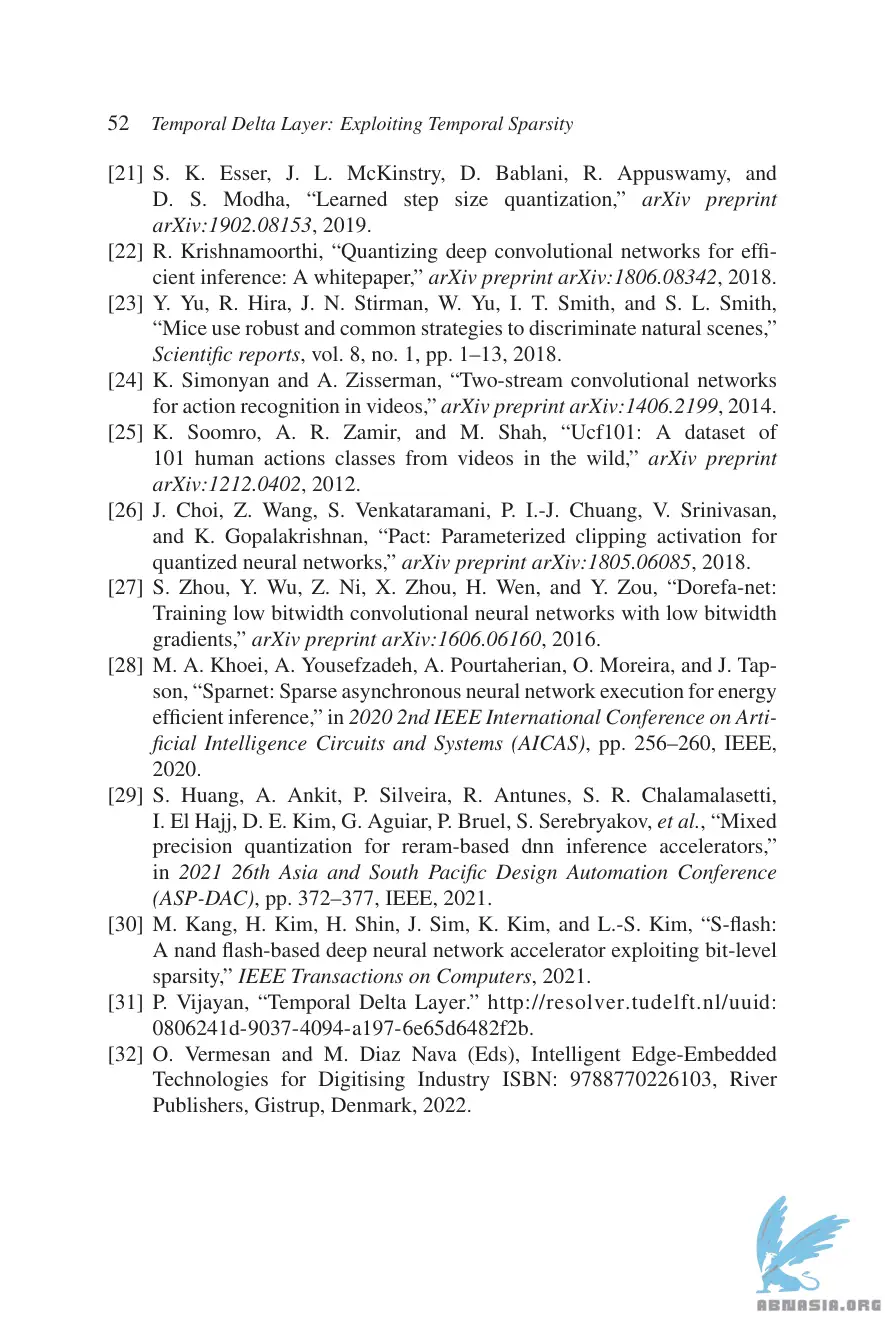 52 Temporal Delta Layer: Exploiting Temporal Sparsity
[21] S. K. Esser, J. L. McKinstry, D. Bablani, R. Appuswamy, and
D. S. Modha, “Learned step size quantization,” arXiv preprint
arXiv:1902.08153, 2019.
[22] R. Krishnamoorthi, “Quantizing deep convolutional networks for effi-
cient inference: A whitepaper,” arXiv preprint arXiv:1806.08342, 2018.
[23] Y. Yu, R. Hira, J. N. Stirman, W. Yu, I. T. Smith, and S. L. Smith,
“Mice use robust and common strategies to discriminate natural scenes,”
Scientific reports, vol. 8, no. 1, pp. 1–13, 2018.
[24] K. Simonyan and A. Zisserman, “Two-stream convolutional networks
for action recognition in videos,” arXiv preprint arXiv:1406.2199, 2014.
[25] K. Soomro, A. R. Zamir, and M. Shah, “Ucf101: A dataset of
101 human actions classes from videos in the wild,” arXiv preprint
arXiv:1212.0402, 2012.
[26] J. Choi, Z. Wang, S. Venkataramani, P. I.-J. Chuang, V. Srinivasan,
and K. Gopalakrishnan, “Pact: Parameterized clipping activation for
quantized neural networks,” arXiv preprint arXiv:1805.06085, 2018.
[27] S. Zhou, Y. Wu, Z. Ni, X. Zhou, H. Wen, and Y. Zou, “Dorefa-net:
Training low bitwidth convolutional neural networks with low bitwidth
gradients,” arXiv preprint arXiv:1606.06160, 2016.
[28] M. A. Khoei, A. Yousefzadeh, A. Pourtaherian, O. Moreira, and J. Tap-
son, “Sparnet: Sparse asynchronous neural network execution for energy
efficient inference,” in 2020 2nd IEEE International Conference on Arti-
ficial Intelligence Circuits and Systems (AICAS), pp. 256–260, IEEE,
2020.
[29] S. Huang, A. Ankit, P. Silveira, R. Antunes, S. R. Chalamalasetti,
I. El Hajj, D. E. Kim, G. Aguiar, P. Bruel, S. Serebryakov, et al., “Mixed
precision quantization for reram-based dnn inference accelerators,”
in 2021 26th Asia and South Pacific Design Automation Conference
(ASP-DAC), pp. 372–377, IEEE, 2021.
[30] M. Kang, H. Kim, H. Shin, J. Sim, K. Kim, and L.-S. Kim, “S-flash:
A nand flash-based deep neural network accelerator exploiting bit-level
sparsity,” IEEE Transactions on Computers, 2021.
[31] P. Vijayan, “Temporal Delta Layer.” http://resolver.tudelft.nl/uuid:
0806241d-9037-4094-a197-6e65d6482f2b.
[32] O. Vermesan and M. Diaz Nava (Eds), Intelligent Edge-Embedded
Technologies for Digitising Industry ISBN: 9788770226103, River
Publishers, Gistrup, Denmark, 2022.
ABNASIA.ORG